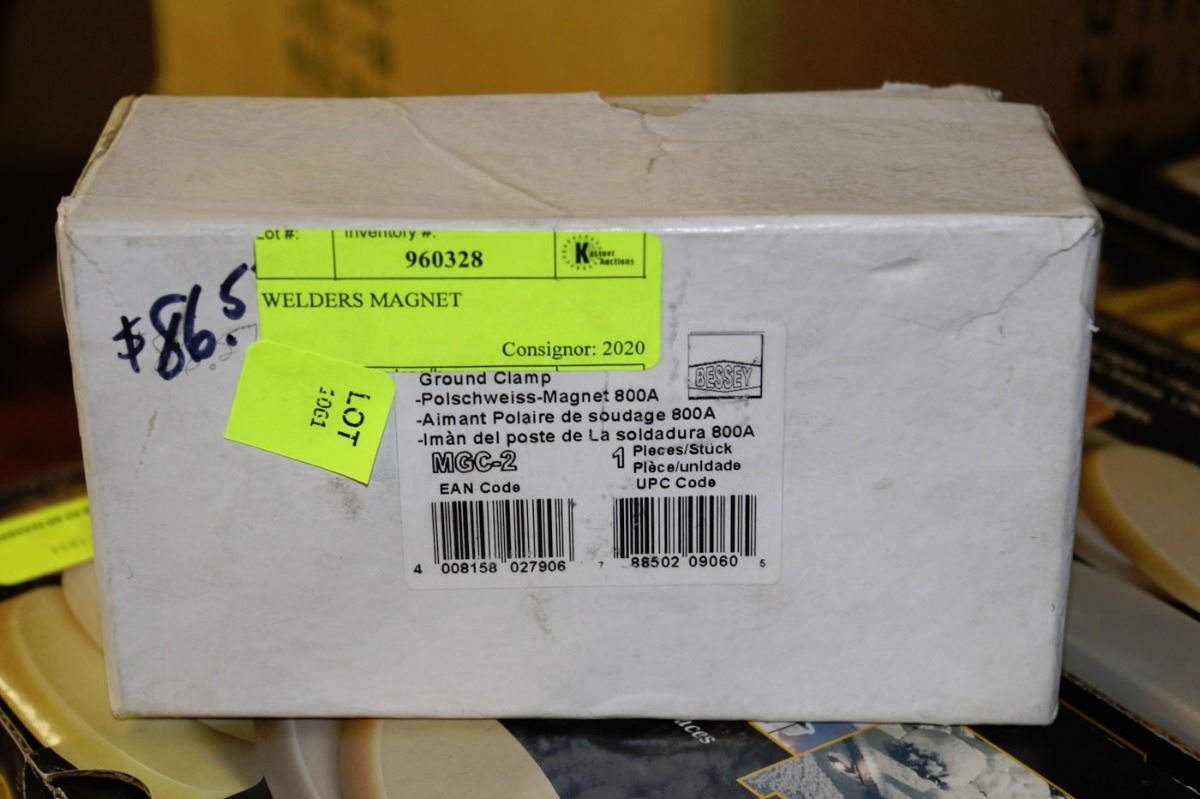 Lot #:
Inventory #:
960328
Kastner Auctions
WELDERS MAGNET
Consignor: 2020
$86.5
LOT
1061
BESSEY
Ground Clamp
-Polschweiss-Magnet 800A
-Aimant Polaire de soudage 800A
-Imàn del poste de La soldadura 800A
MGC-2
1 Pieces/Stück
Pièce/unidade
EAN Code
UPC Code
4 008158 027906
7 88502 09060 5